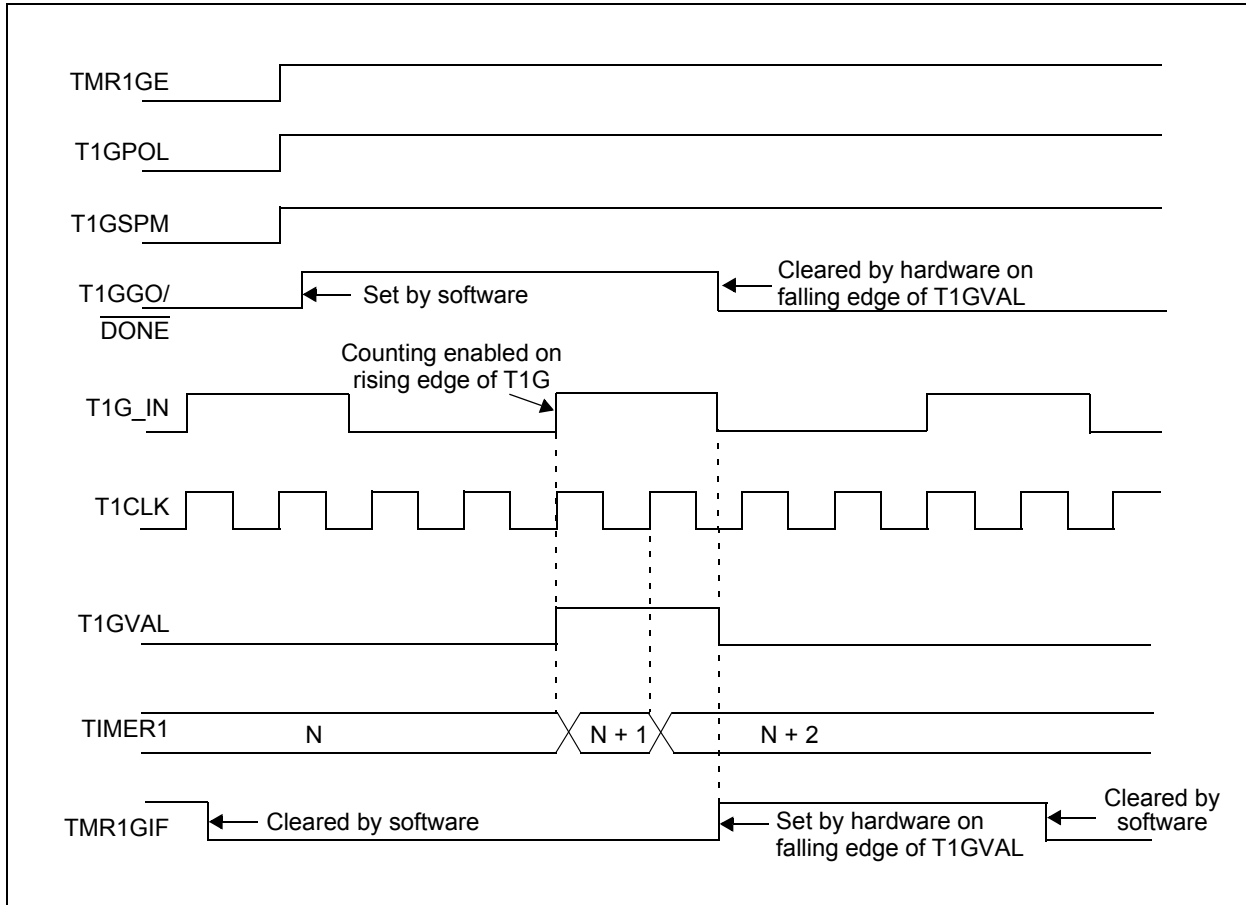 TMR1GE
T1GPOL
T1GSPM
T1GGO/
DONE
Set by software
Cleared by hardware on
falling edge of T1GVAL
Counting enabled on
rising edge of T1G
T1G_IN
T1CLK
T1GVAL
TIMER1
N
N + 1
N + 2
TMR1GIF
Cleared by software
Set by hardware on
falling edge of T1GVAL
Cleared by
software